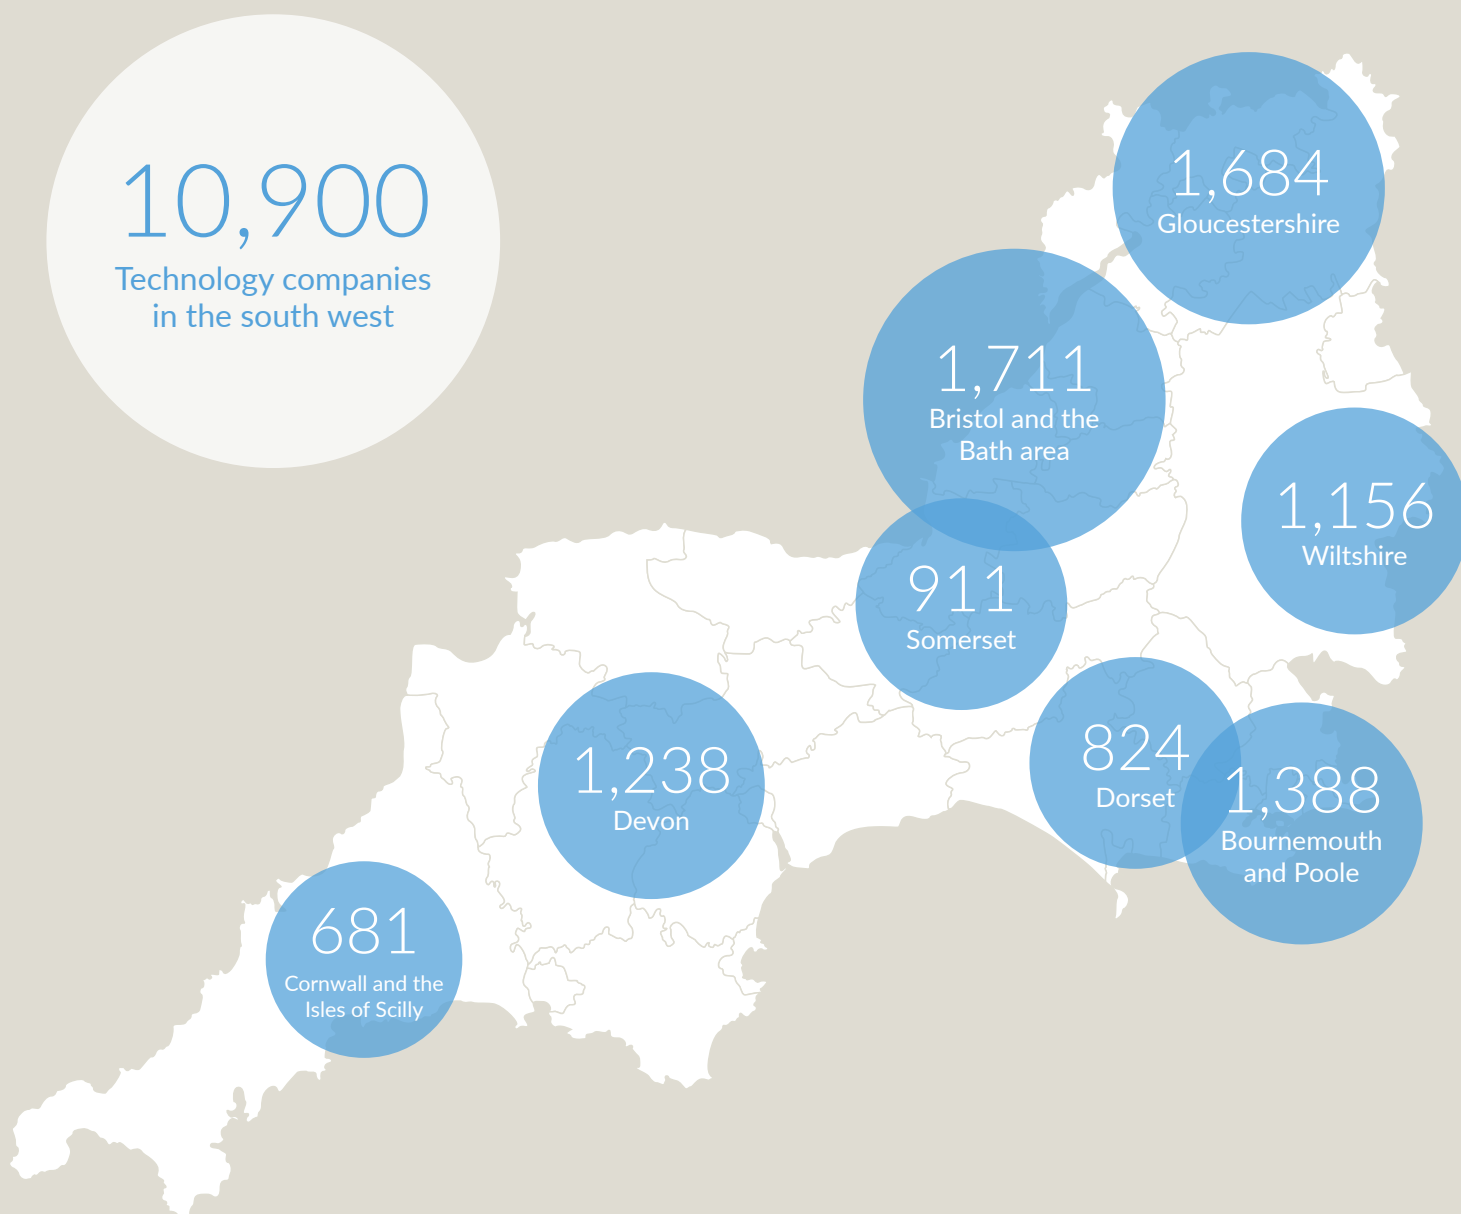 10,900
Technology companies
in the south west
1,684
Gloucestershire
1,711
Bristol and the
Bath area
1,156
Wiltshire
911
Somerset
824
Dorset
1,388
Bournemouth
and Poole
1,238
Devon
681
Cornwall and the
Isles of Scilly